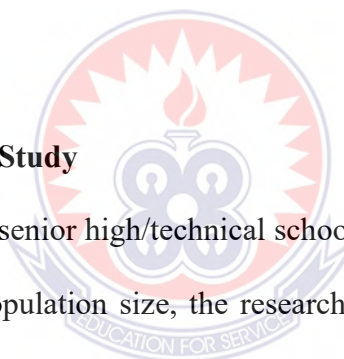 Study
senior high/technical schoo
opulation size, the research
EDUCATION FOR SERVICE